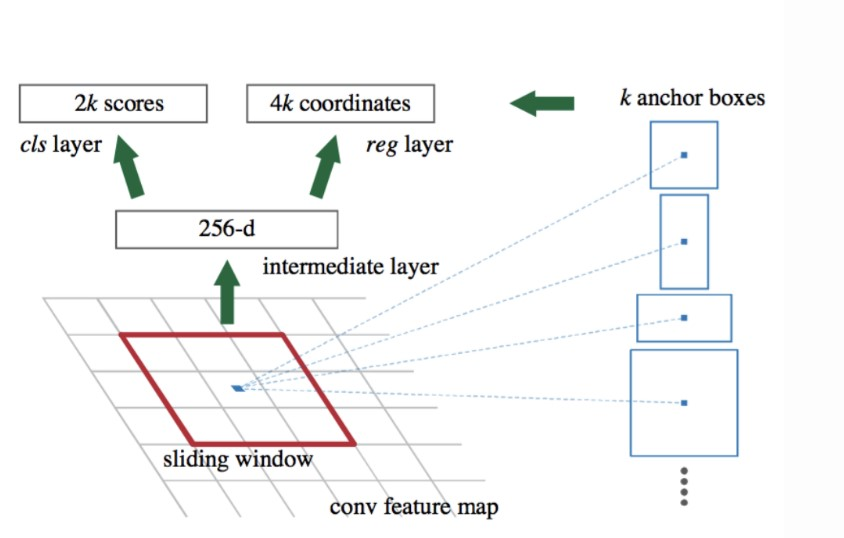 2k scores
4k coordinates
k anchor boxes
cls layer
reg layer
256-d
intermediate layer
sliding window
conv feature map